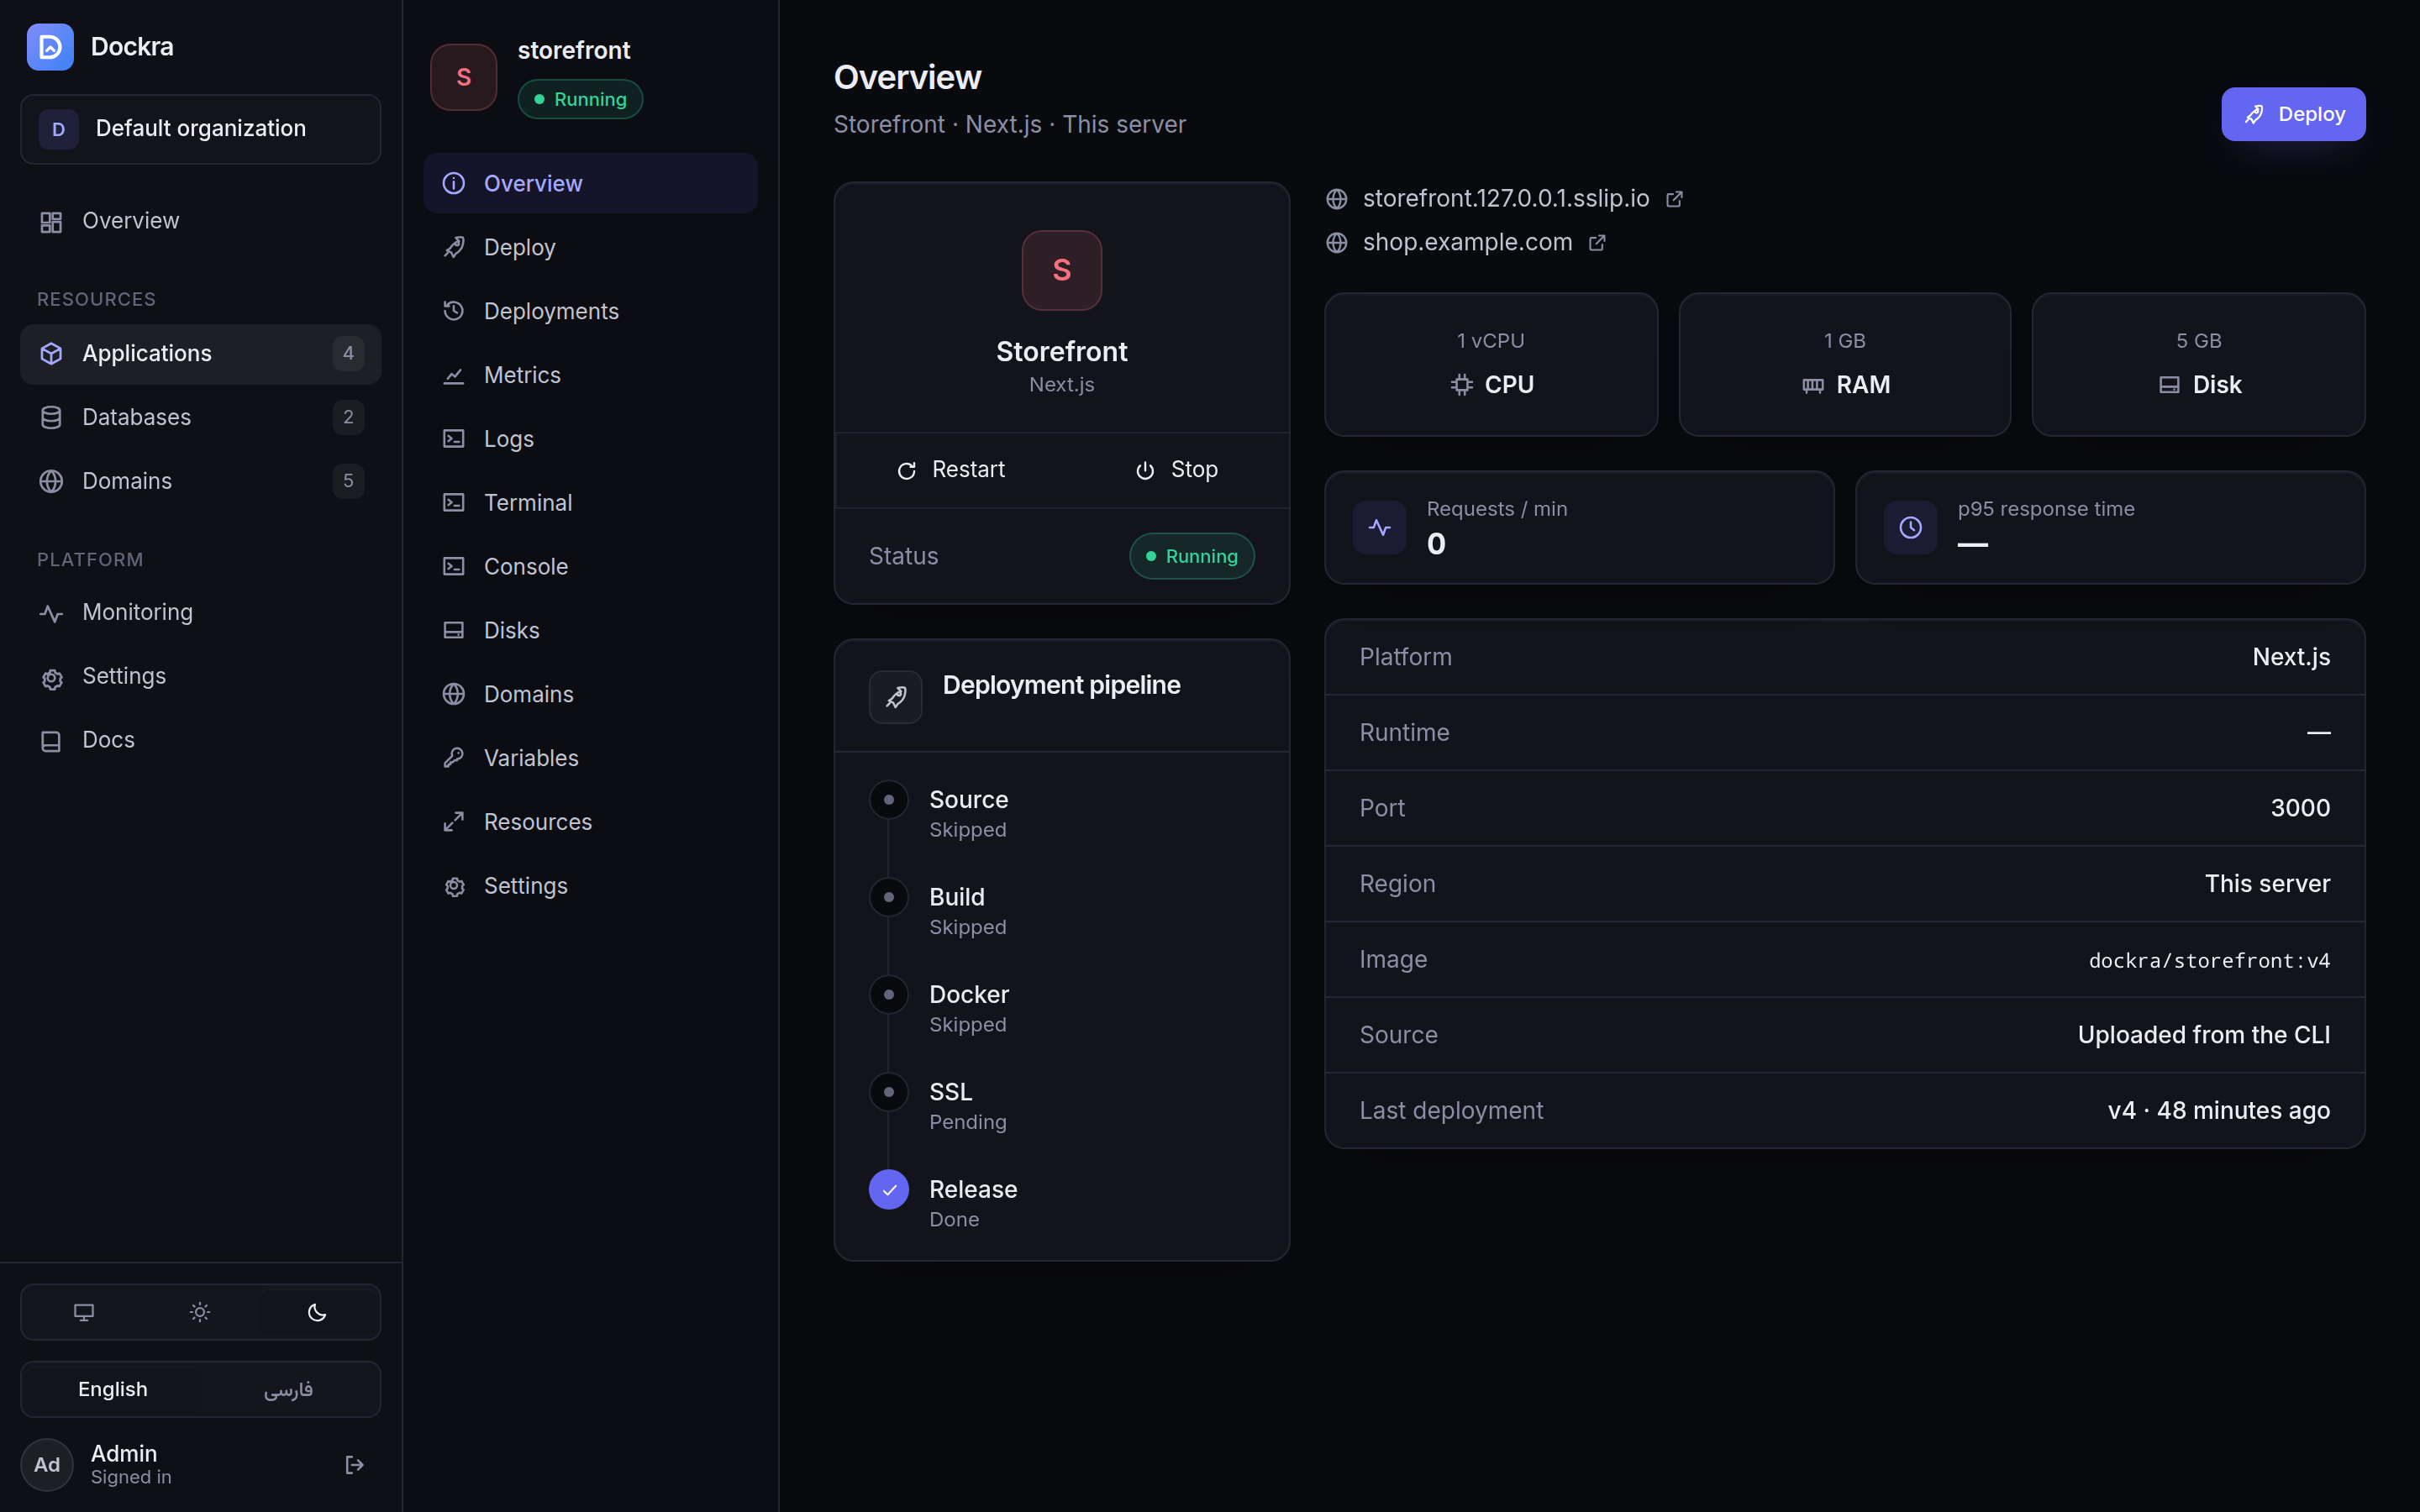 Dockra
D
Default organization
Overview
RESOURCES
Applications 4
Databases 2
Domains 5
PLATFORM
Monitoring
Settings
Docs
English
فارسی
Ad
Admin
Signed in
S
storefront
Running
Overview
Deploy
Deployments
Metrics
Logs
Terminal
Console
Disks
Domains
Variables
Resources
Settings
Overview
Storefront · Next.js · This server
Deploy
S
Storefront
Next.js
Restart
Stop
Status
Running
Deployment pipeline
Source
Skipped
Build
Skipped
Docker
Skipped
SSL
Pending
Release
Done
storefront.127.0.0.1.sslip.io
shop.example.com
1 vCPU
CPU
1 GB
RAM
5 GB
Disk
Requests / min
0
p95 response time
—
Platform Next.js
Runtime —
Port 3000
Region This server
Image dockra/storefront:v4
Source Uploaded from the CLI
Last deployment v4 · 48 minutes ago